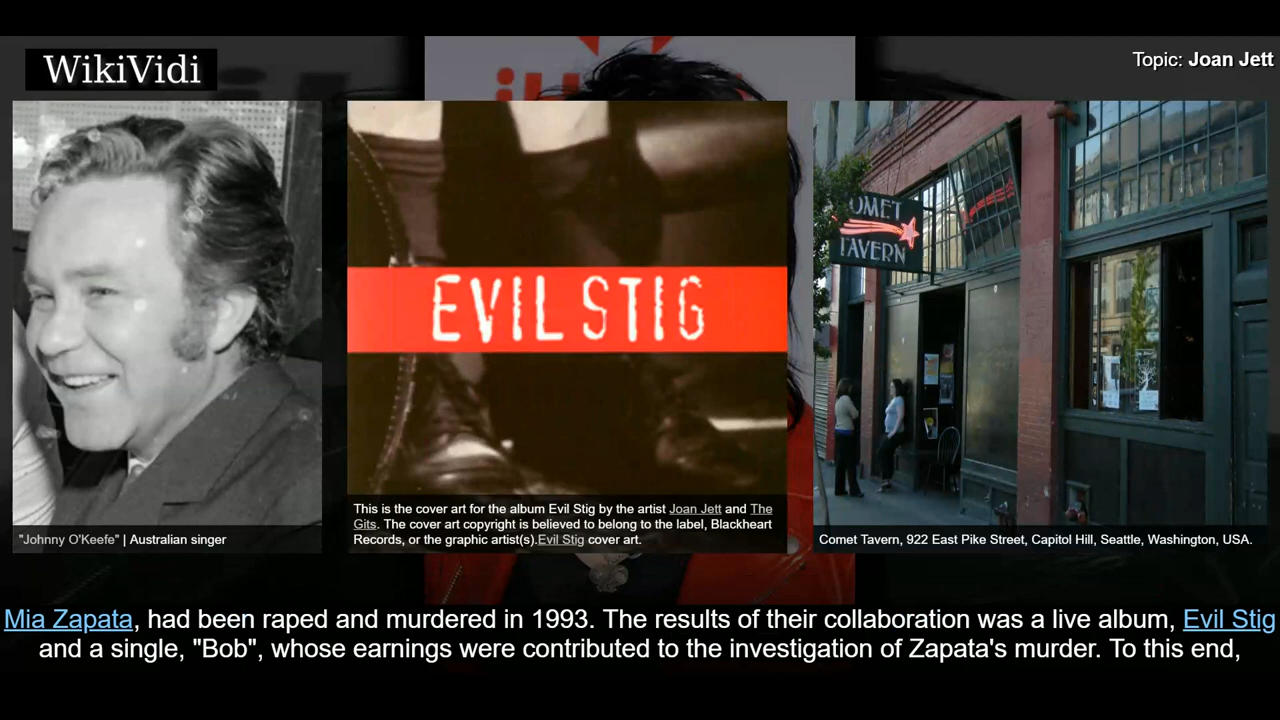 WikiVidi
Topic: Joan Jett
EVIL STIG
OMET
TAVERN
"Johnny O'Keefe" | Australian singer
This is the cover art for the album Evil Stig by the artist Joan Jett and The
Gits. The cover art copyright is believed to belong to the label, Blackheart
Records, or the graphic artist(s).Evil Stig cover art.
Comet Tavern, 922 East Pike Street, Capitol Hill, Seattle, Washington, USA.
Mia Zapata, had been raped and murdered in 1993. The results of their collaboration was a live album, Evil Stig
and a single, "Bob", whose earnings were contributed to the investigation of Zapata's murder. To this end,